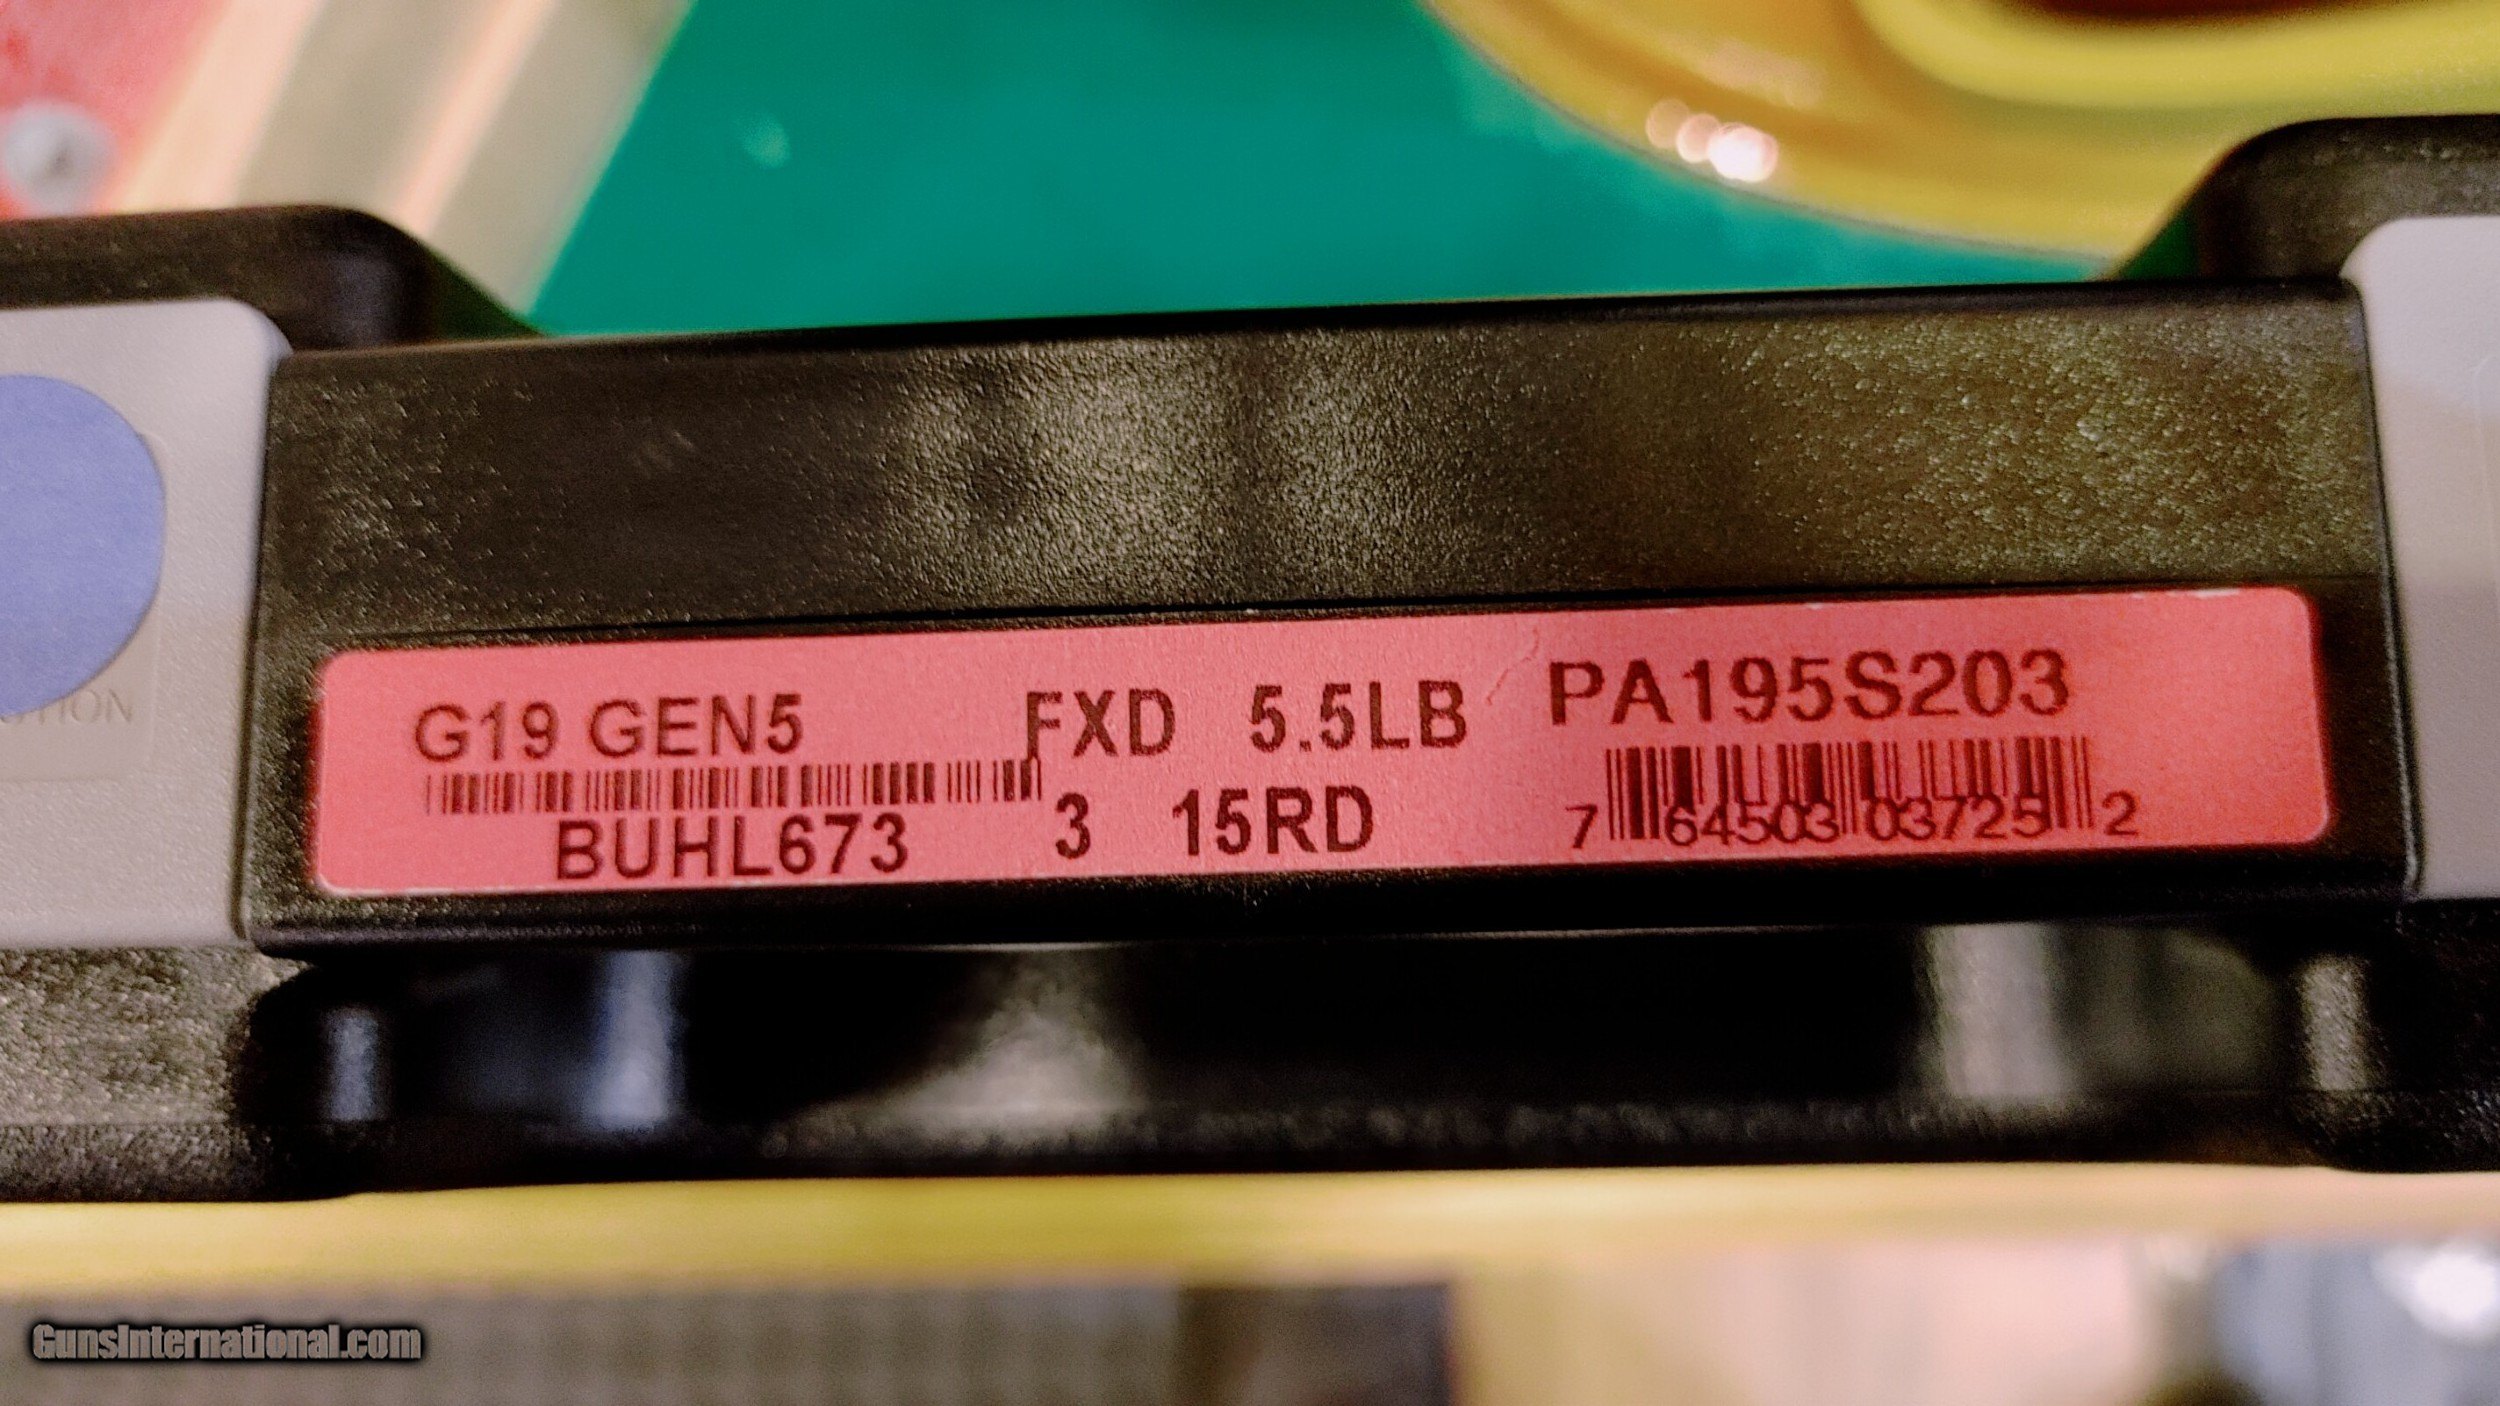 G19 GEN5 FXD 5.5LB PA195S203
BUHL673 3 15RD 7 64503 03725 2
GunsInternational.com